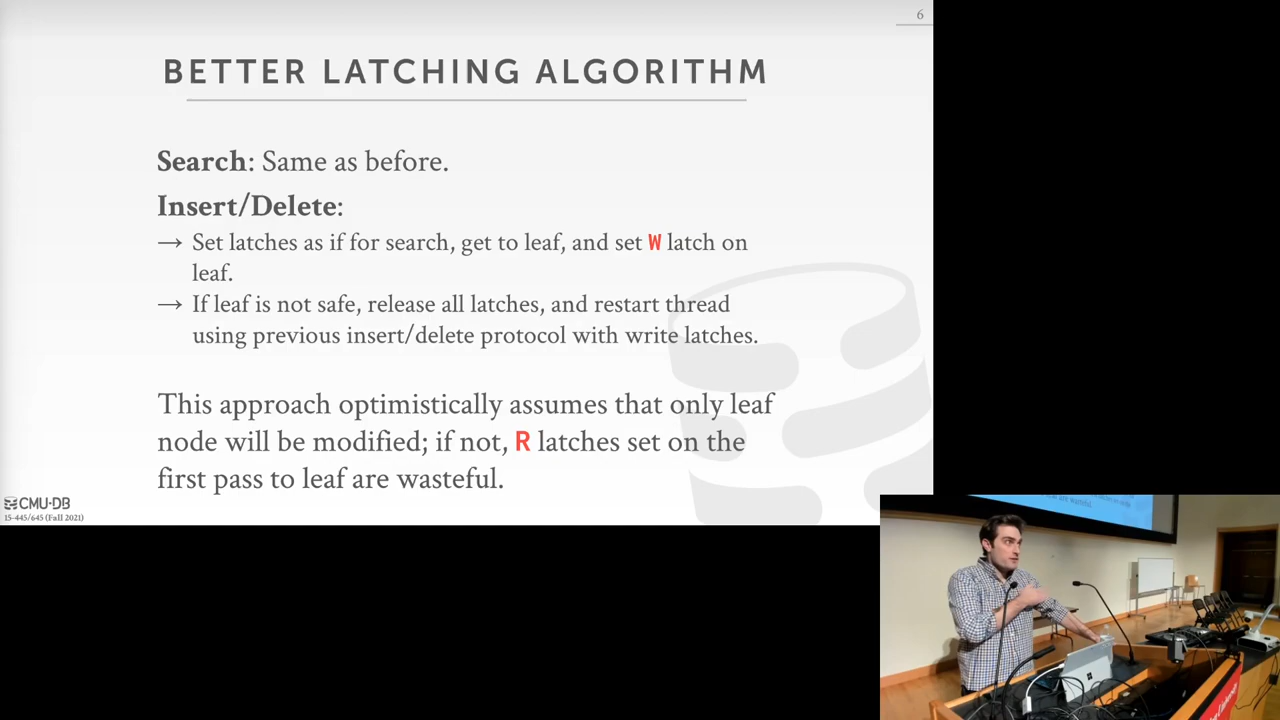 6
BETTER LATCHING ALGORITHM
Search: Same as before.
Insert/Delete:
→ Set latches as if for search, get to leaf, and set W latch on
leaf.
→ If leaf is not safe, release all latches, and restart thread
using previous insert/delete protocol with write latches.
This approach optimistically assumes that only leaf
node will be modified; if not, R latches set on the
first pass to leaf are wasteful.
CMU·DB
15-445/645 (Fall 2021)